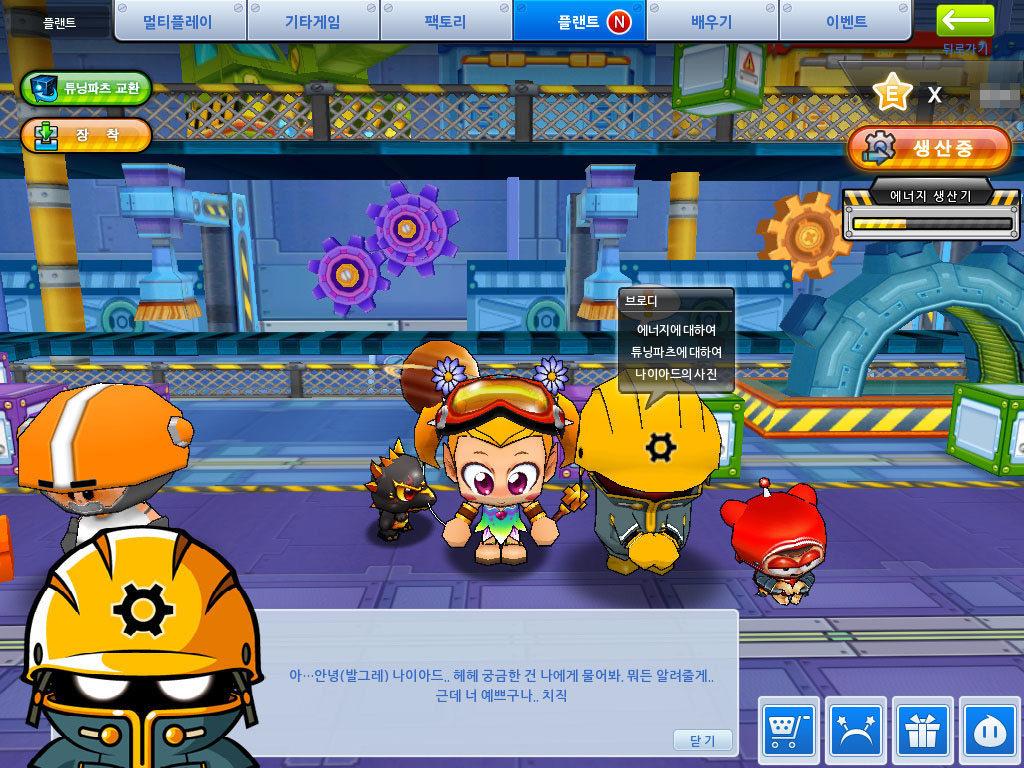 플랜트
멀티플레이
기타게임
팩토리
플랜트 N
배우기
이벤트
뒤로가기
튜닝파츠 교환
장 착
E X
생산중
에너지 생산기
브로디
에너지에 대하여
튜닝파츠에 대하여
나이아드의 사진
아…안녕(발그레) 나이아드.. 헤헤 궁금한 건 나에게 물어봐. 뭐든 알려줄게..
근데 너 예쁘구나.. 치직
닫기